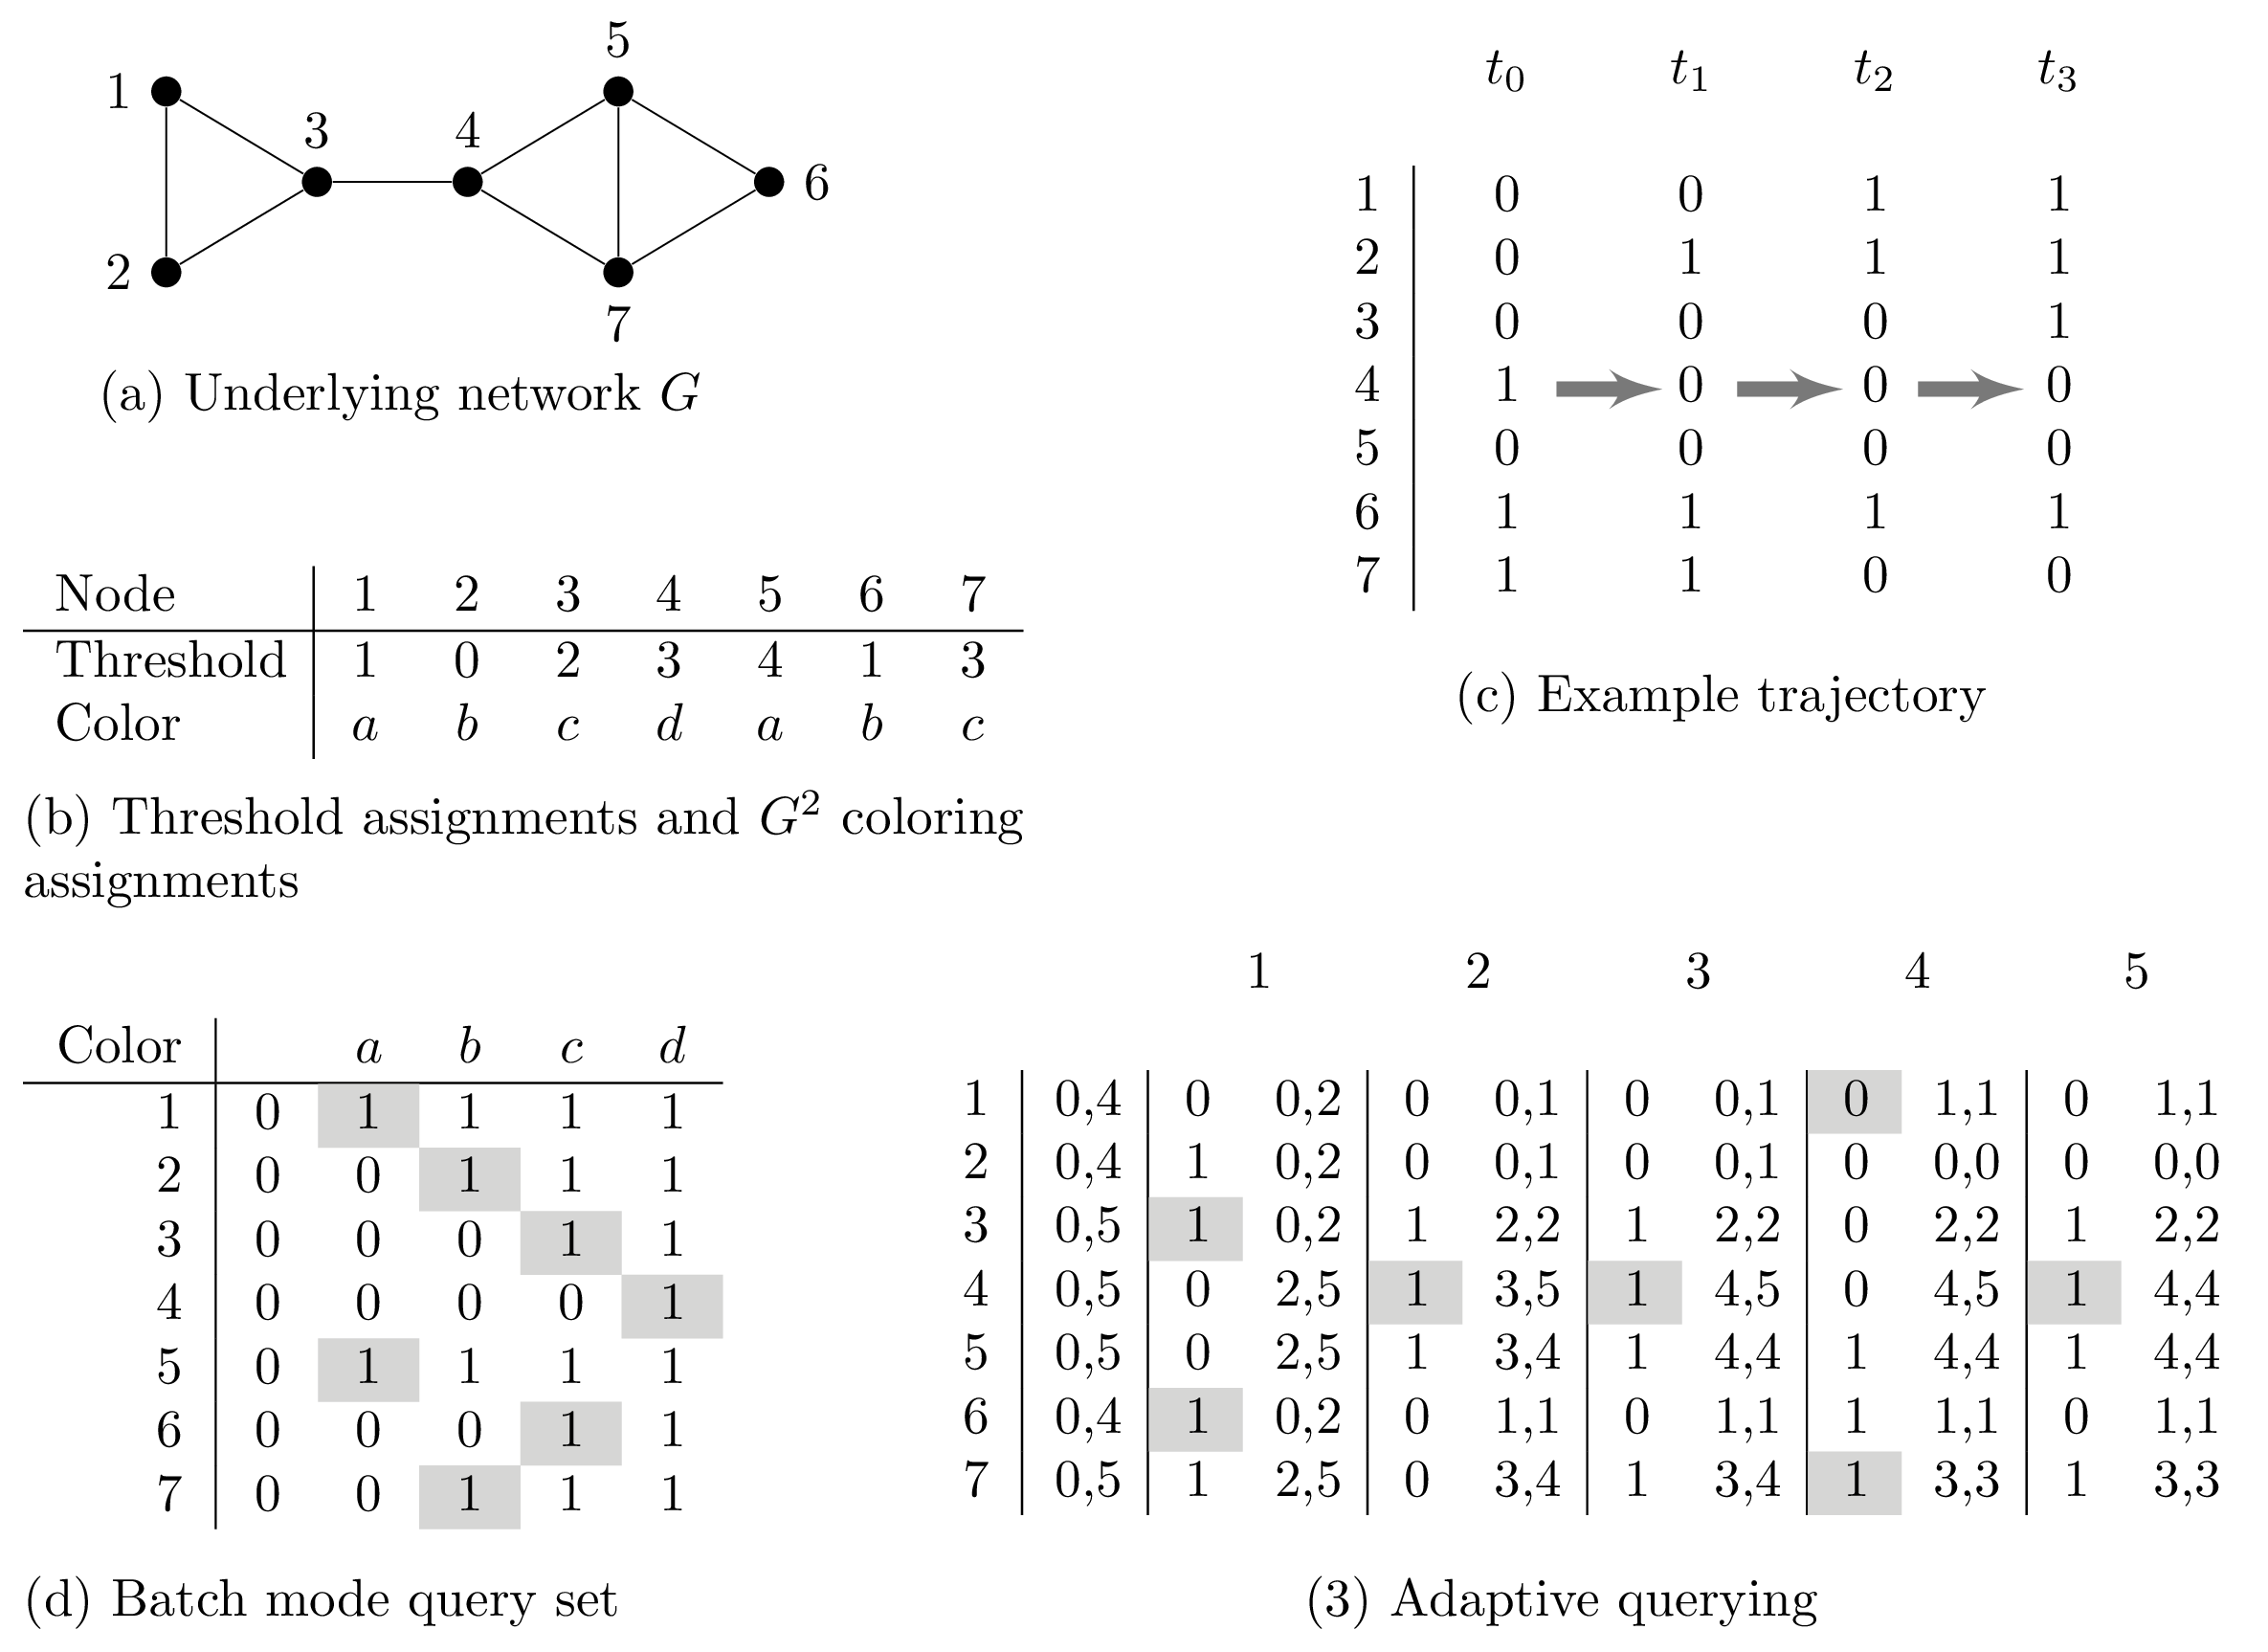 5
1
3
4
6
2
7
(a) Underlying network G
t0 t1 t2 t3
1 0 0 1 1
2 0 1 1 1
3 0 0 0 1
4 1 0 0 0
5 0 0 0 0
6 1 1 1 1
7 1 1 0 0
(c) Example trajectory
Node 1 2 3 4 5 6 7
Threshold 1 0 2 3 4 1 3
Color a b c d a b c
(b) Threshold assignments and G² coloring
assignments
Color a b c d
1 0 1 1 1 1
2 0 0 1 1 1
3 0 0 0 1 1
4 0 0 0 0 1
5 0 1 1 1 1
6 0 0 0 1 1
7 0 0 1 1 1
(d) Batch mode query set
1 2 3 4 5
1 0,4 0 0,2 0 0,1 0 0,1 0 1,1 0 1,1
2 0,4 1 0,2 0 0,1 0 0,1 0 0,0 0 0,0
3 0,5 1 0,2 1 2,2 1 2,2 0 2,2 1 2,2
4 0,5 0 2,5 1 3,5 1 4,5 0 4,5 1 4,4
5 0,5 0 2,5 1 3,4 1 4,4 1 4,4 1 4,4
6 0,4 1 0,2 0 1,1 0 1,1 1 1,1 0 1,1
7 0,5 1 2,5 0 3,4 1 3,4 1 3,3 1 3,3
(3) Adaptive querying